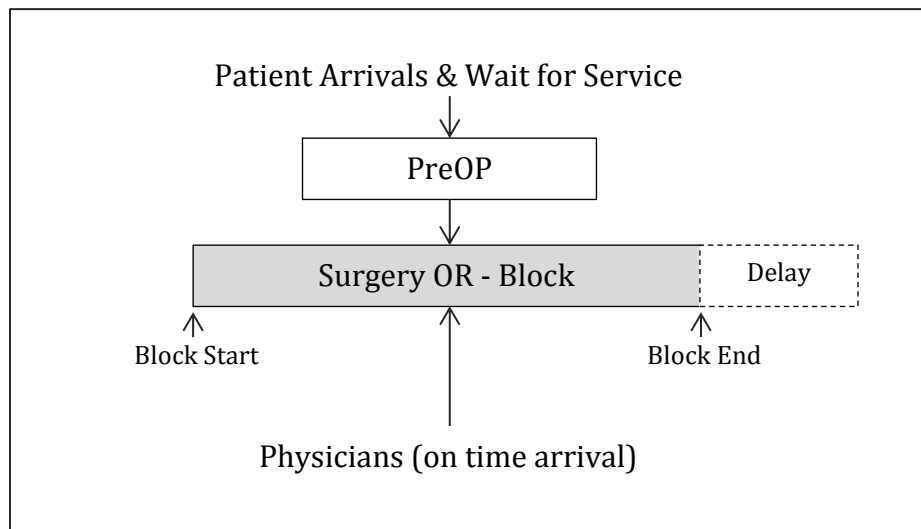 Patient Arrivals & Wait for Service
PreOP
Surgery OR - Block
Delay
Block Start
Block End
Physicians (on time arrival)